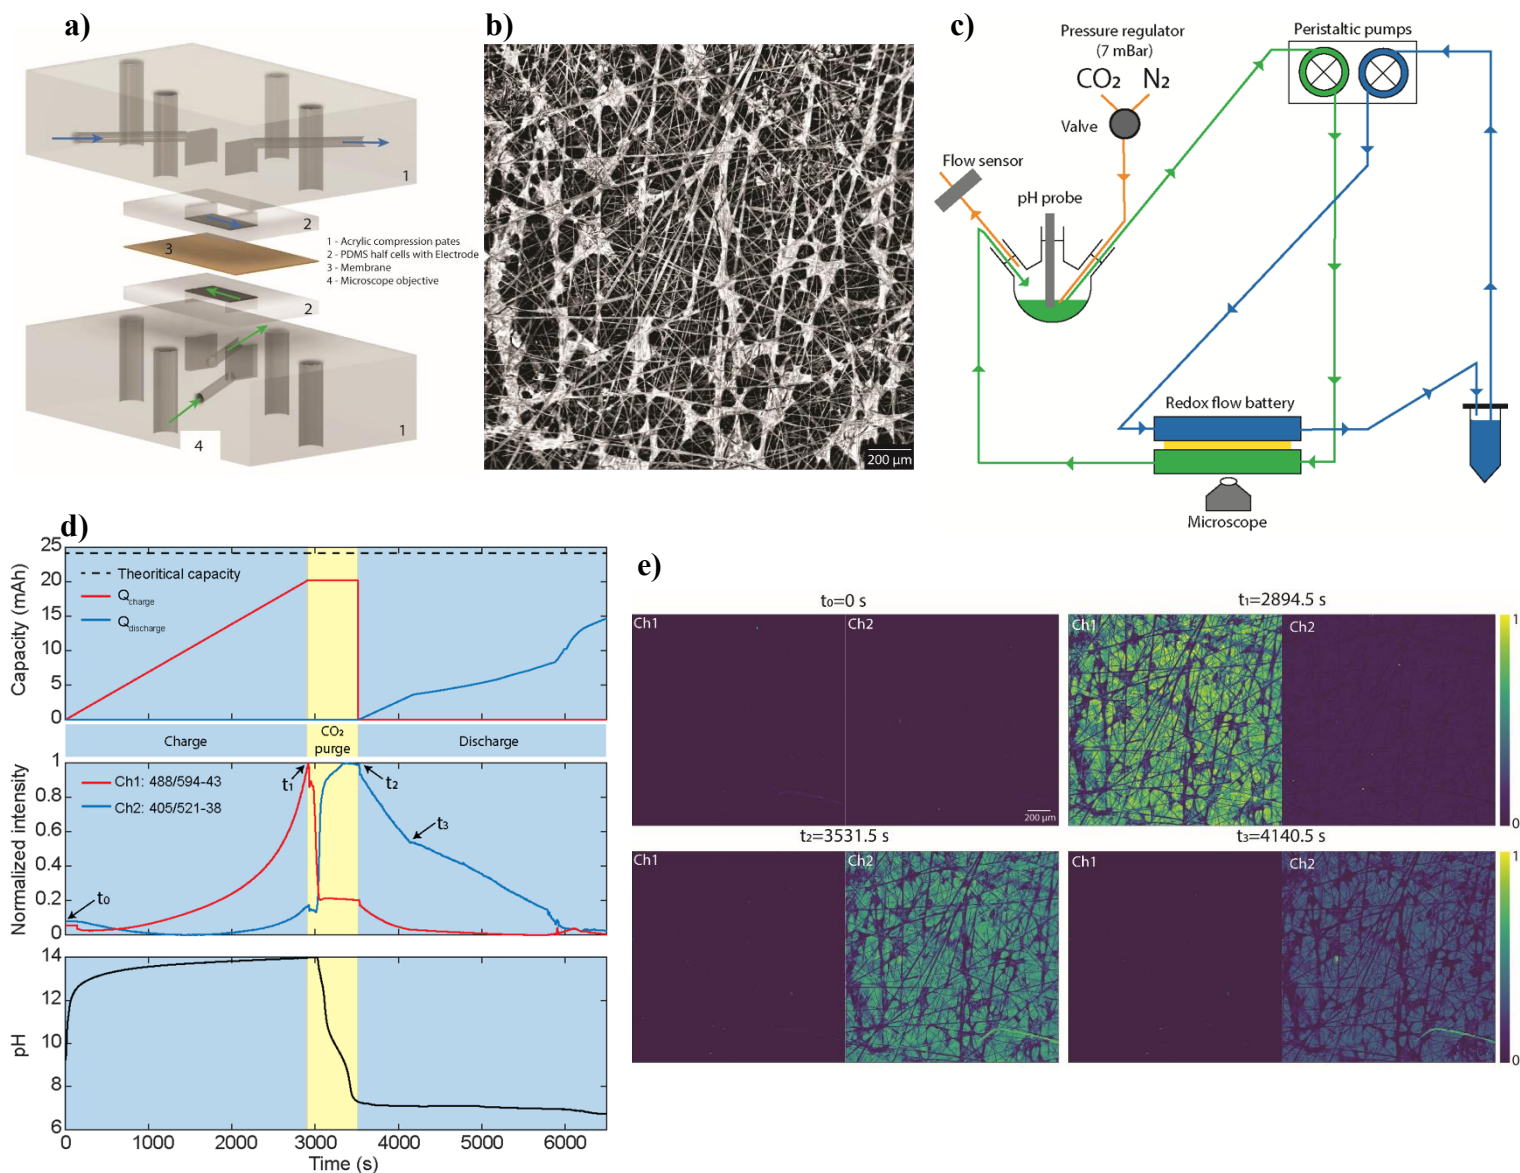 a)
1
2
3
1 - Acrylic compression pates
2 - PDMS half cells with Electrode
3 - Membrane
4 - Microscope objective
2
4
1
b)
200 µm
c)
Pressure regulator
(7 mBar)
CO₂ N₂
Valve
Peristaltic pumps
Flow sensor
pH probe
Redox flow battery
Microscope
d)
Capacity (mAh)
25
20
15
10
5
0
Theoritical capacity
Qcharge
Qdischarge
Charge
CO₂
purge
Discharge
Normalized intensity
1
0.8
0.6
0.4
0.2
0
Ch1: 488/594-43
Ch2: 405/521-38
t₀
t₁
t₂
t₃
pH
14
12
10
8
6
0 1000 2000 3000 4000 5000 6000
Time (s)
e)
t₀=0 s
Ch1 Ch2
200 µm
t₁=2894.5 s
Ch1 Ch2
1
0
t₂=3531.5 s
Ch1 Ch2
t₃=4140.5 s
Ch1 Ch2
1
0